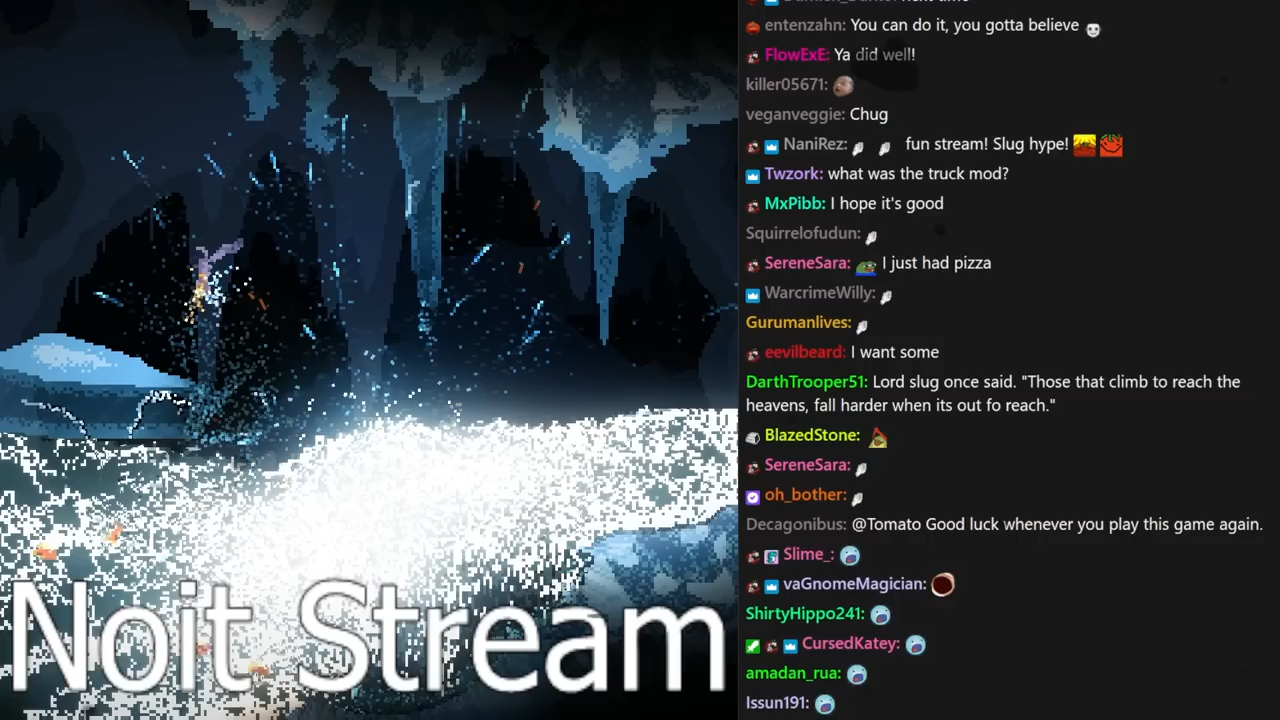 Noit Stream
next time
entenzahn: You can do it, you gotta believe
FlowExE: Ya did well!
killer05671:
veganveggie: Chug
NaniRez: fun stream! Slug hype!
Twzork: what was the truck mod?
MxPibb: I hope it's good
Squirrelofudun:
SereneSara: I just had pizza
WarcrimeWilly:
Gurumanlives:
eevilbeard: I want some
DarthTrooper51: Lord slug once said. "Those that climb to reach the
heavens, fall harder when its out fo reach."
BlazedStone:
SereneSara:
oh_bother:
Decagonibus: @Tomato Good luck whenever you play this game again.
Slime_:
vaGnomeMagician:
ShirtyHippo241:
CursedKatey:
amadan_rua:
Issun191: